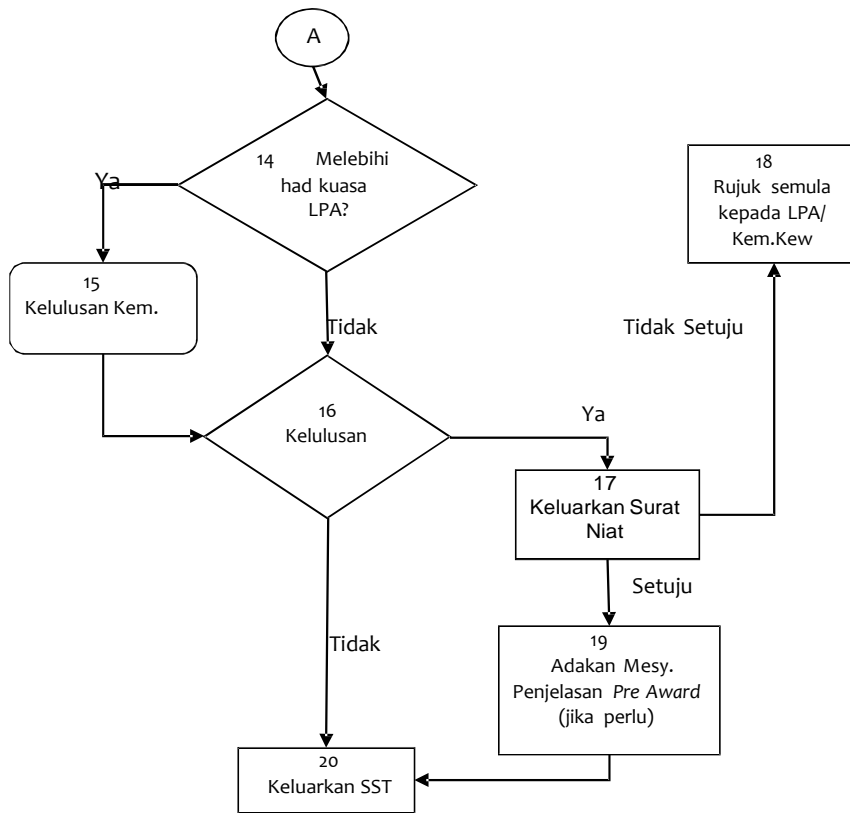 A
14 Melebihi
had kuasa
LPA?
Ya
15
Kelulusan Kem.
Tidak
16
Kelulusan
Ya
17
Keluarkan Surat
Niat
Tidak Setuju
18
Rujuk semula
kepada LPA/
Kem.Kew
Setuju
19
Adakan Mesy.
Penjelasan Pre Award
(jika perlu)
Tidak
20
Keluarkan SST